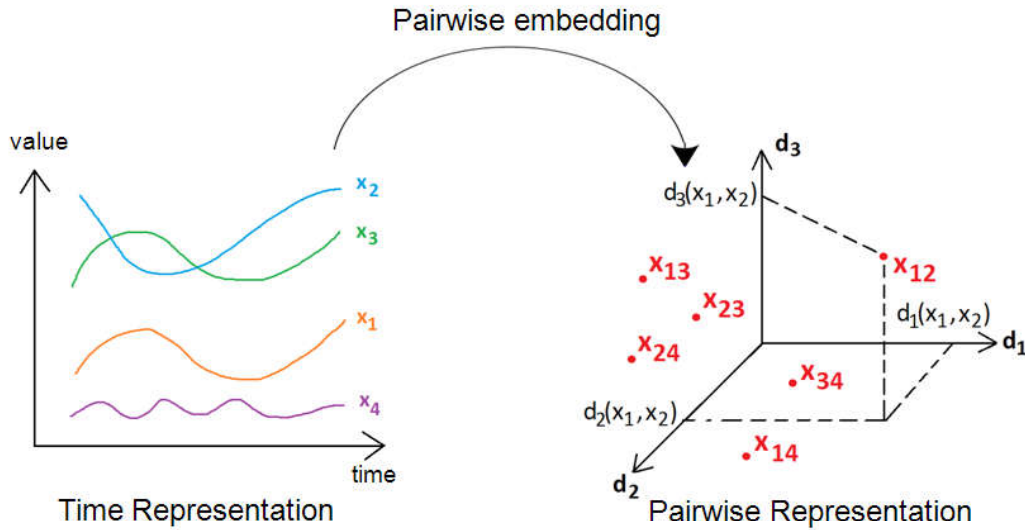 Pairwise embedding
value
x2
x3
x1
x4
time
Time Representation
d3
d3(x1,x2)
x12
x13
x23
d1(x1,x2)
d1
x24
x34
d2(x1,x2)
x14
d2
Pairwise Representation